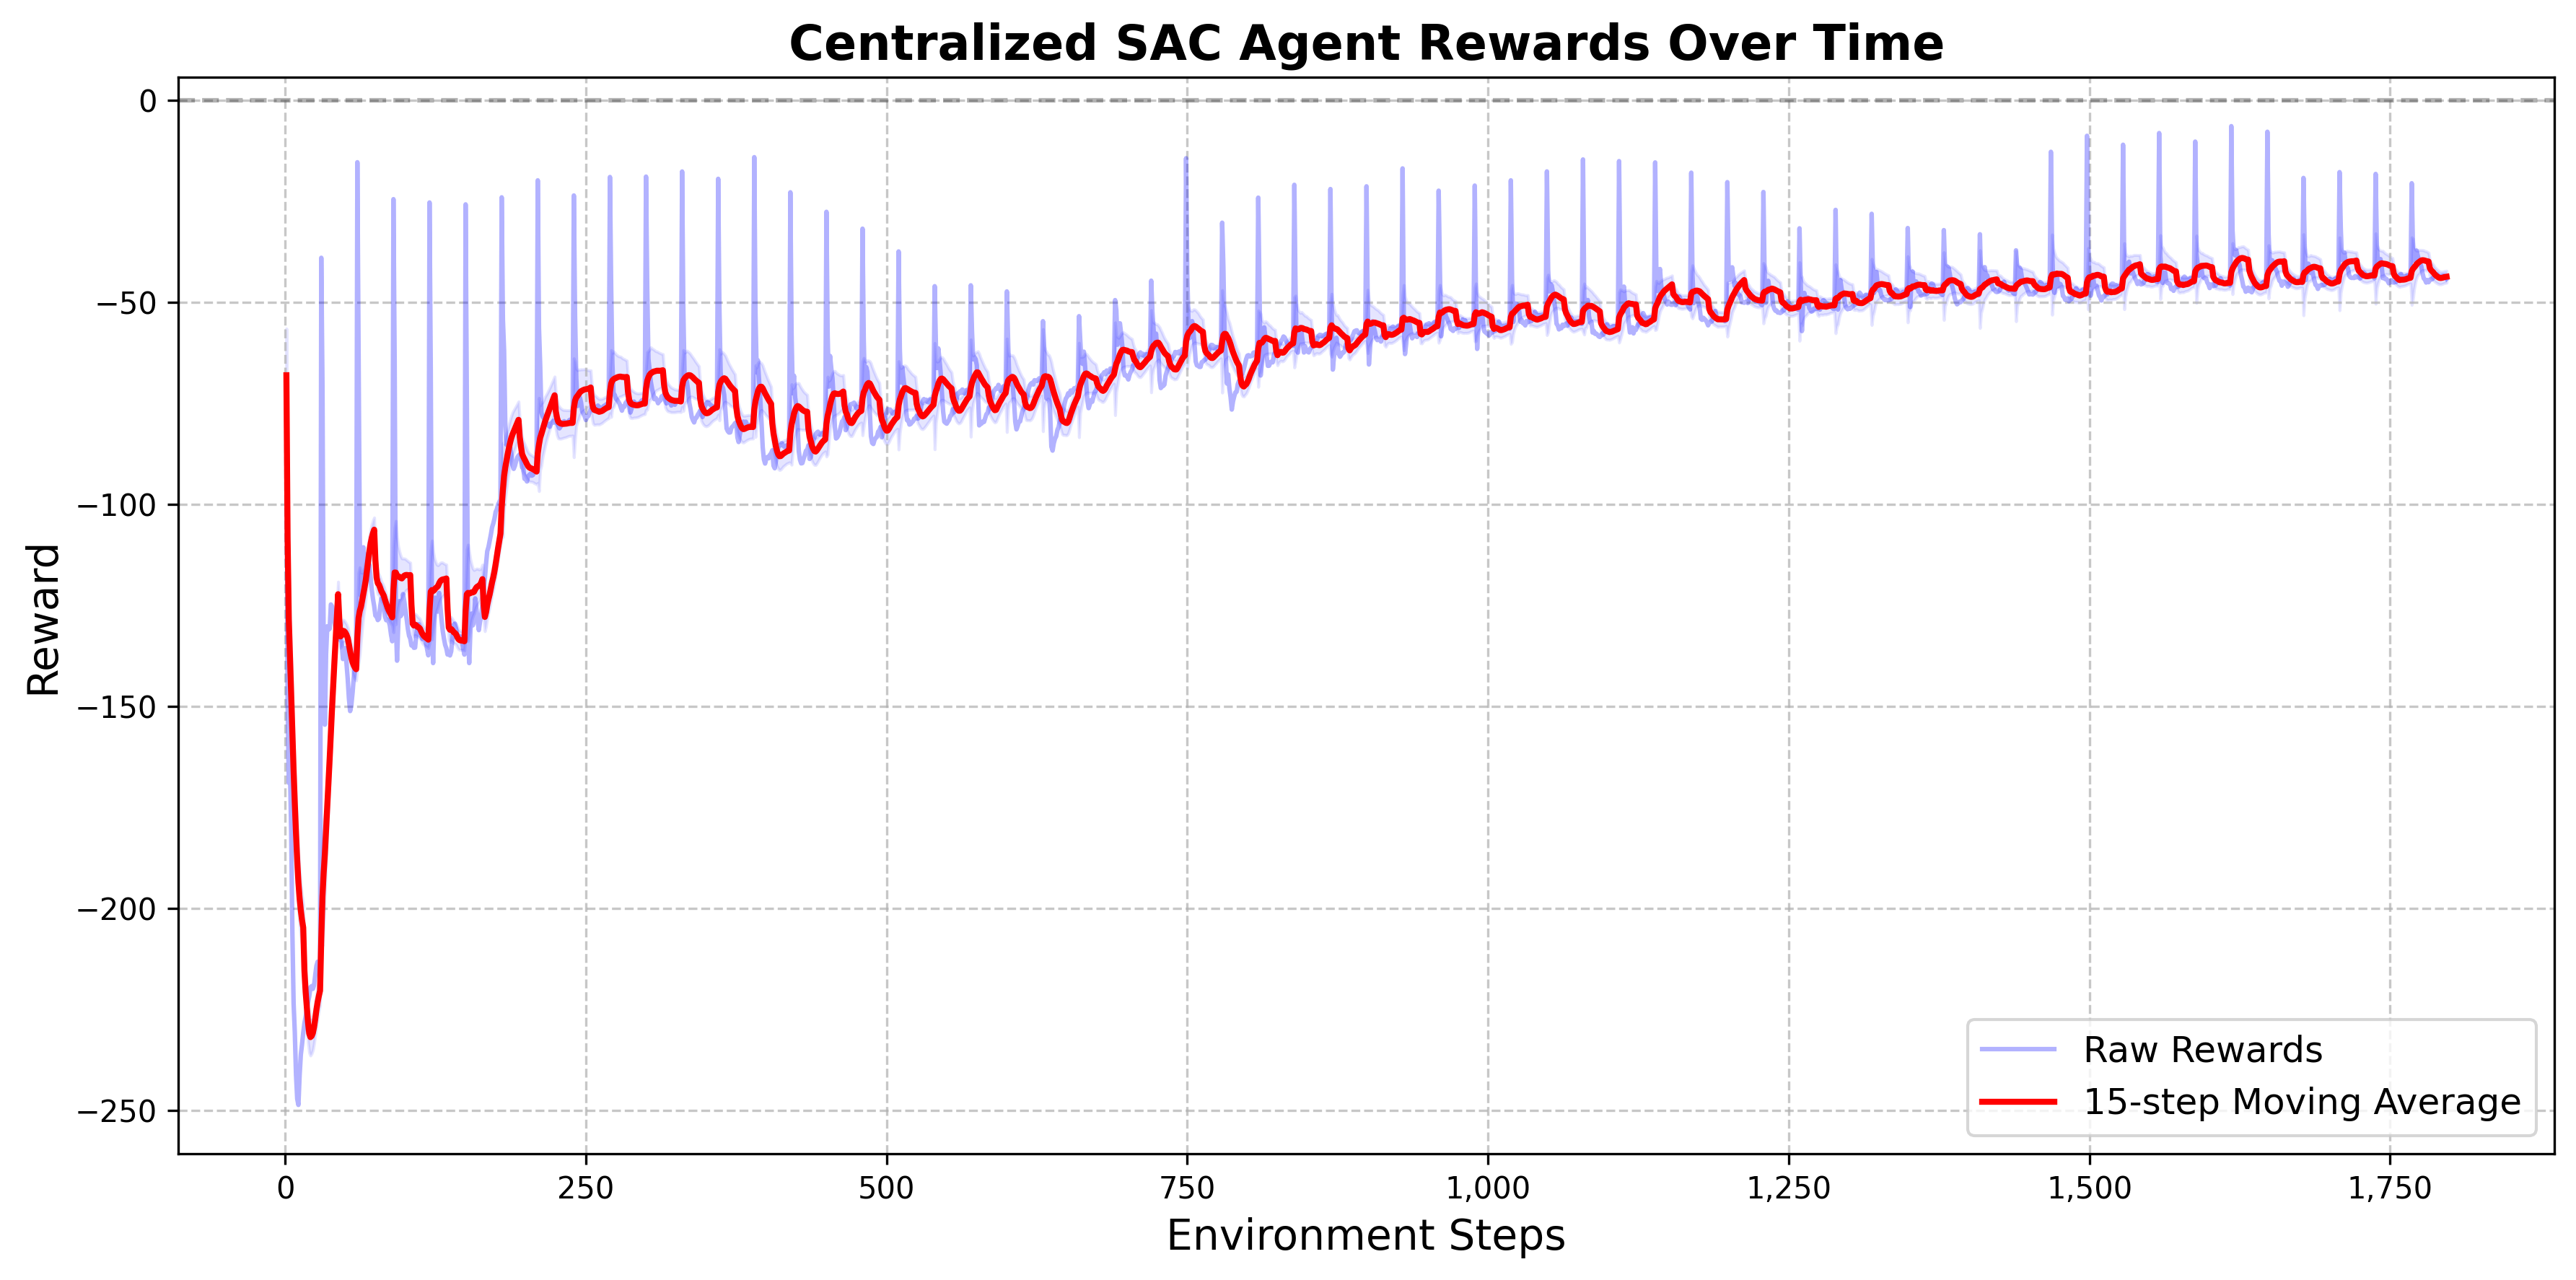 Centralized SAC Agent Rewards Over Time
0
−50
−100
−150
−200
−250
Reward
0
250
500
750
1,000
1,250
1,500
1,750
Environment Steps
Raw Rewards
15-step Moving Average